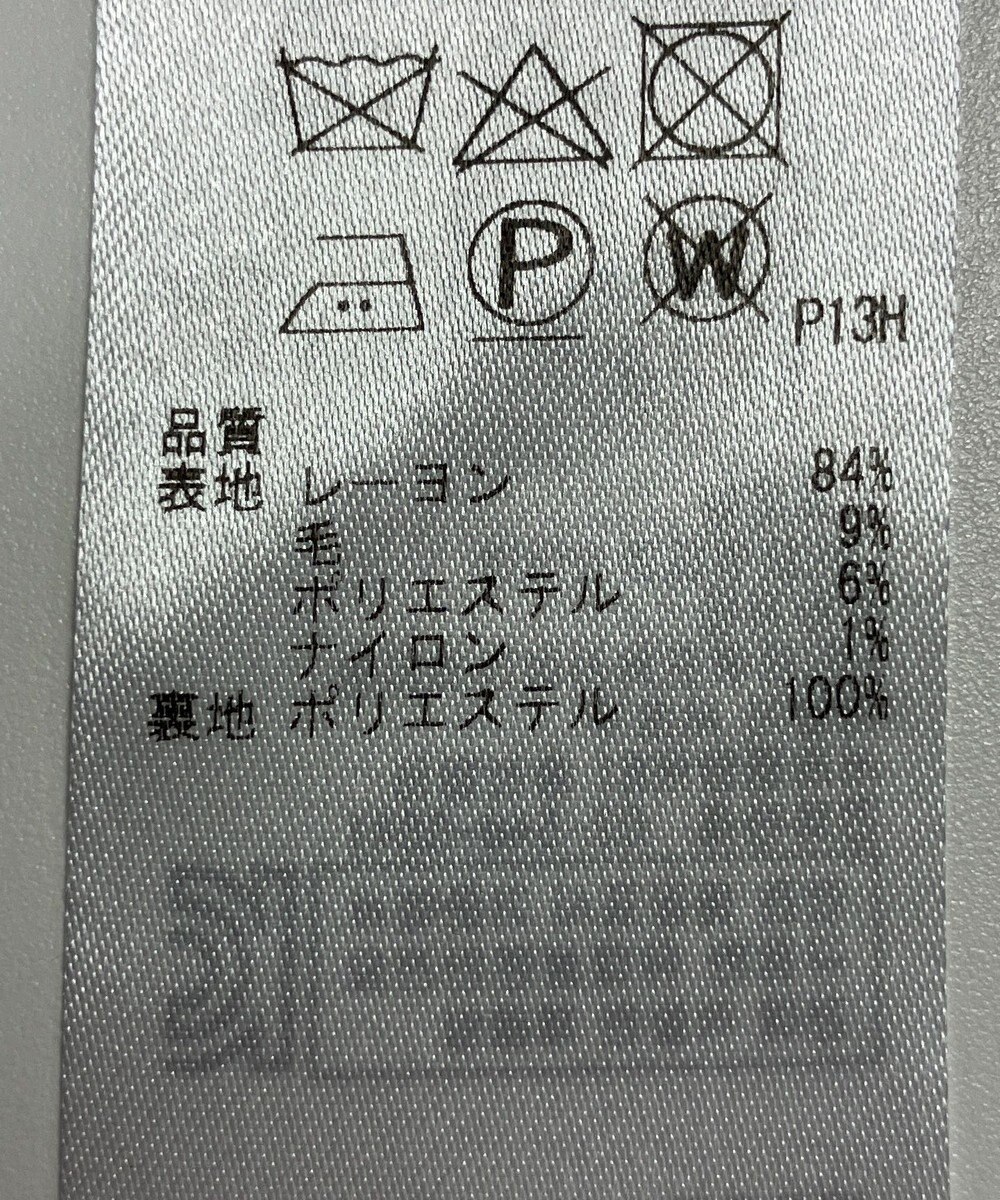 P W P13H
品質
表地 レーヨン 84%
毛 9%
ポリエステル 6%
ナイロン 1%
裏地 ポリエステル 100%